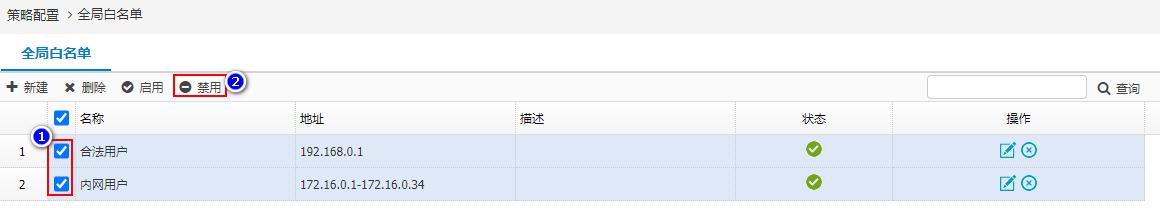 策略配置 > 全局白名单
全局白名单
新建 删除 启用 禁用 2 查询
名称 地址 描述 状态 操作
1
1 合法用户 192.168.0.1
2 内网用户 172.16.0.1-172.16.0.34